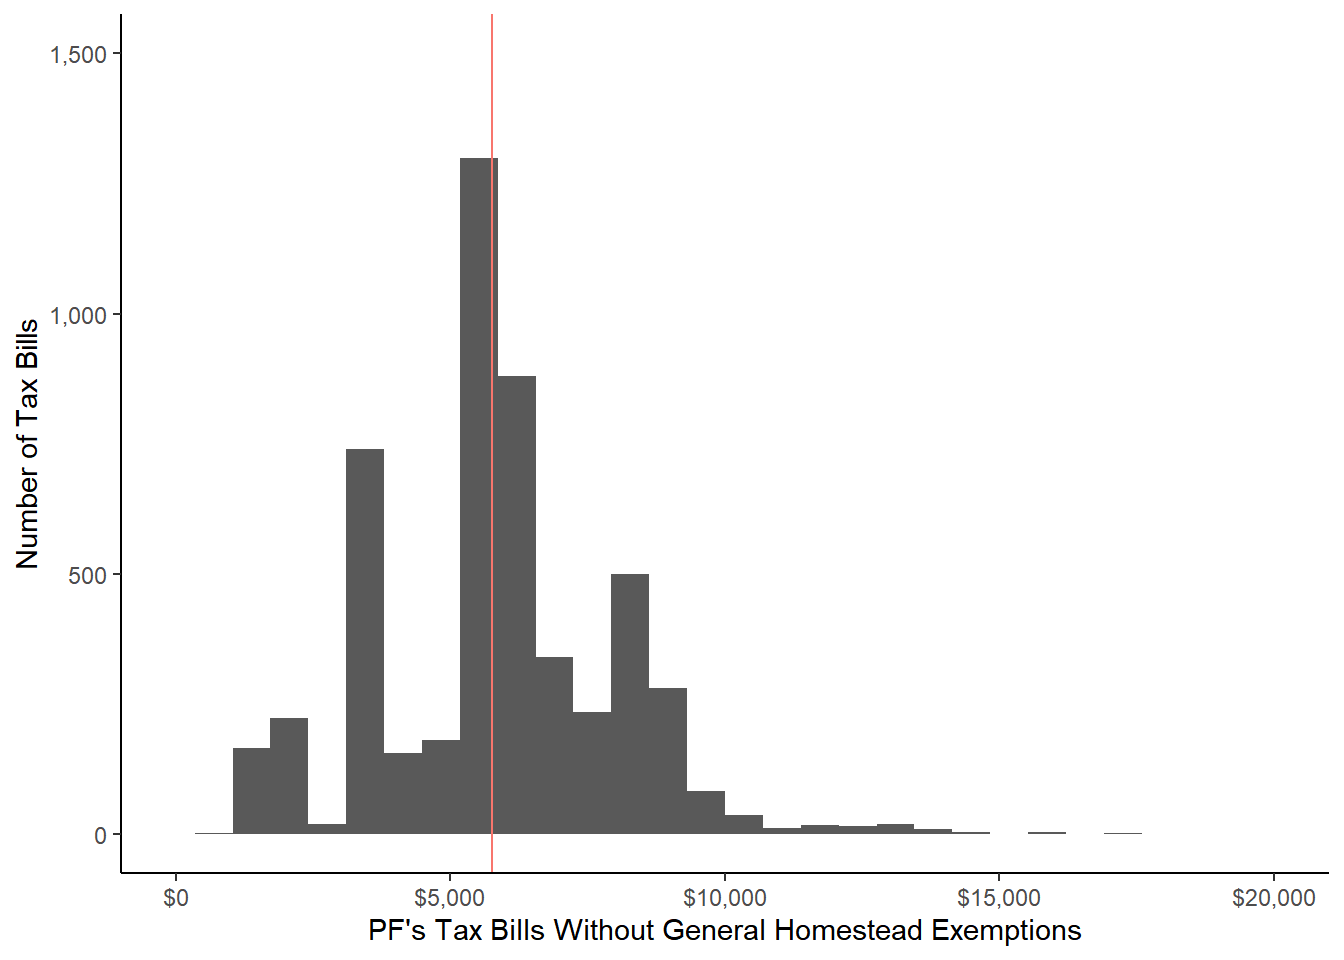 1,500
1,000
500
0
Number of Tax Bills
$0 $5,000 $10,000 $15,000 $20,000
PF's Tax Bills Without General Homestead Exemptions